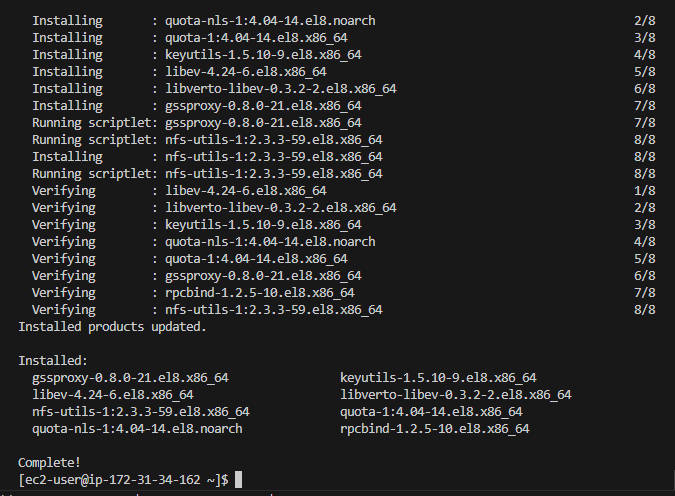 Installing : quota-nls-1:4.04-14.el8.noarch 2/8
Installing : quota-1:4.04-14.el8.x86_64 3/8
Installing : keyutils-1.5.10-9.el8.x86_64 4/8
Installing : libev-4.24-6.el8.x86_64 5/8
Installing : libverto-libev-0.3.2-2.el8.x86_64 6/8
Installing : gssproxy-0.8.0-21.el8.x86_64 7/8
Running scriptlet: gssproxy-0.8.0-21.el8.x86_64 7/8
Running scriptlet: nfs-utils-1:2.3.3-59.el8.x86_64 8/8
Installing : nfs-utils-1:2.3.3-59.el8.x86_64 8/8
Running scriptlet: nfs-utils-1:2.3.3-59.el8.x86_64 8/8
Verifying : libev-4.24-6.el8.x86_64 1/8
Verifying : libverto-libev-0.3.2-2.el8.x86_64 2/8
Verifying : keyutils-1.5.10-9.el8.x86_64 3/8
Verifying : quota-nls-1:4.04-14.el8.noarch 4/8
Verifying : quota-1:4.04-14.el8.x86_64 5/8
Verifying : gssproxy-0.8.0-21.el8.x86_64 6/8
Verifying : rpcbind-1.2.5-10.el8.x86_64 7/8
Verifying : nfs-utils-1:2.3.3-59.el8.x86_64 8/8
Installed products updated.
Installed:
gssproxy-0.8.0-21.el8.x86_64 keyutils-1.5.10-9.el8.x86_64
libev-4.24-6.el8.x86_64 libverto-libev-0.3.2-2.el8.x86_64
nfs-utils-1:2.3.3-59.el8.x86_64 quota-1:4.04-14.el8.x86_64
quota-nls-1:4.04-14.el8.noarch rpcbind-1.2.5-10.el8.x86_64
Complete!
[ec2-user@ip-172-31-34-162 ~]$